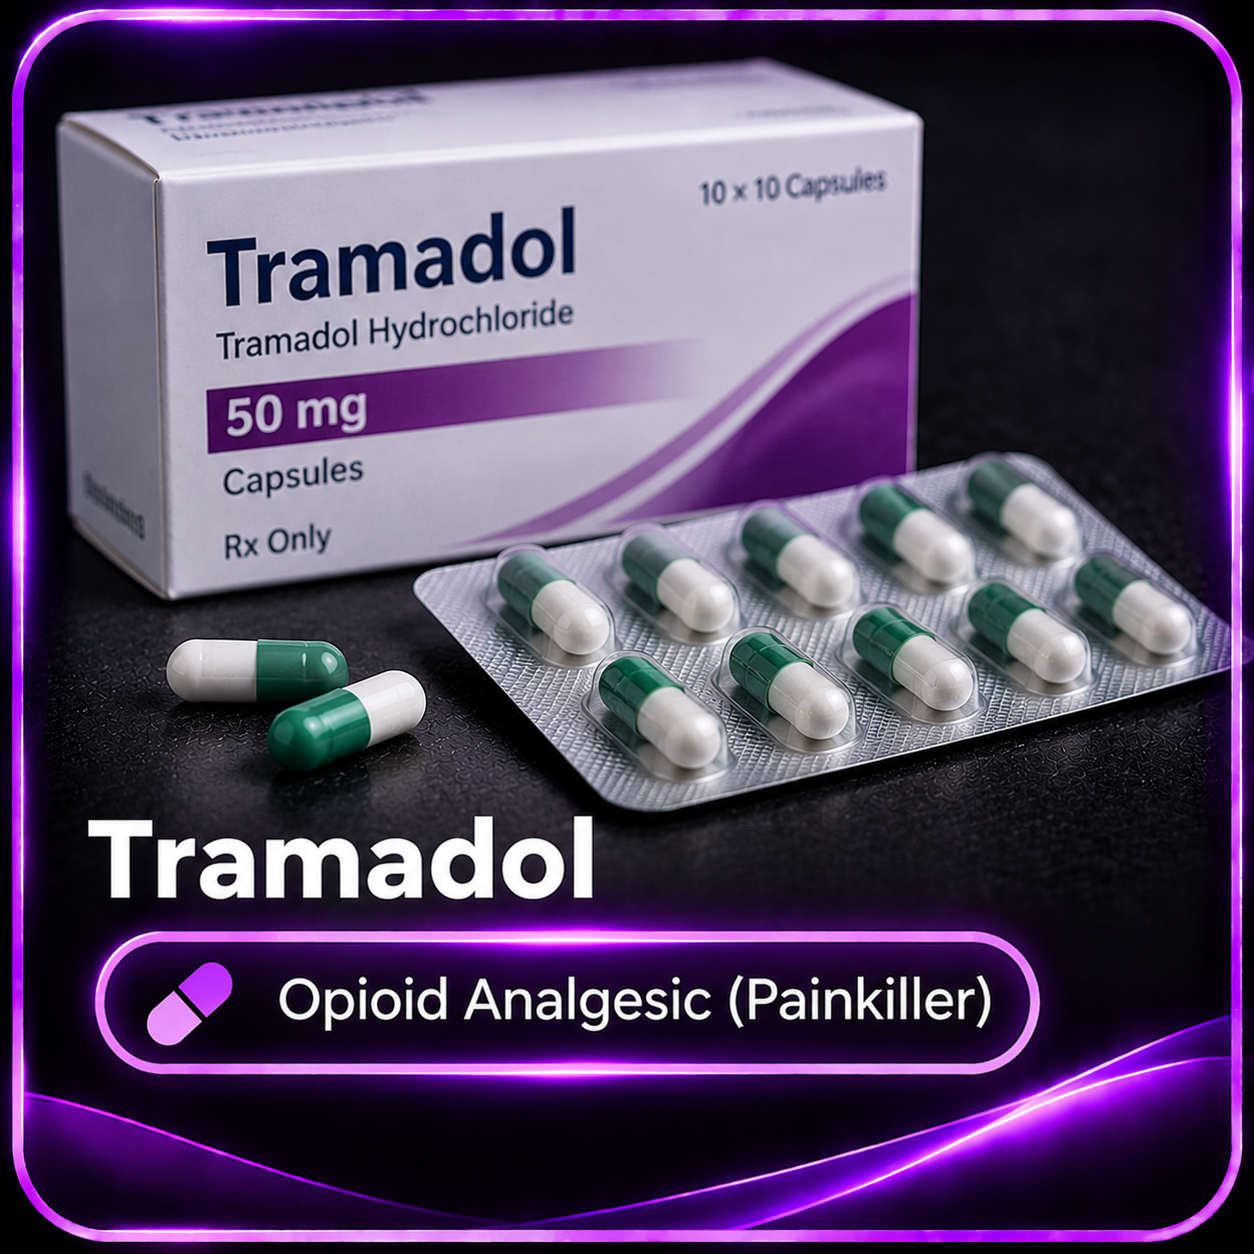 10 × 10 Capsules
Tramadol
Tramadol Hydrochloride
50 mg
Capsules
Rx Only
Tramadol
Opioid Analgesic (Painkiller)